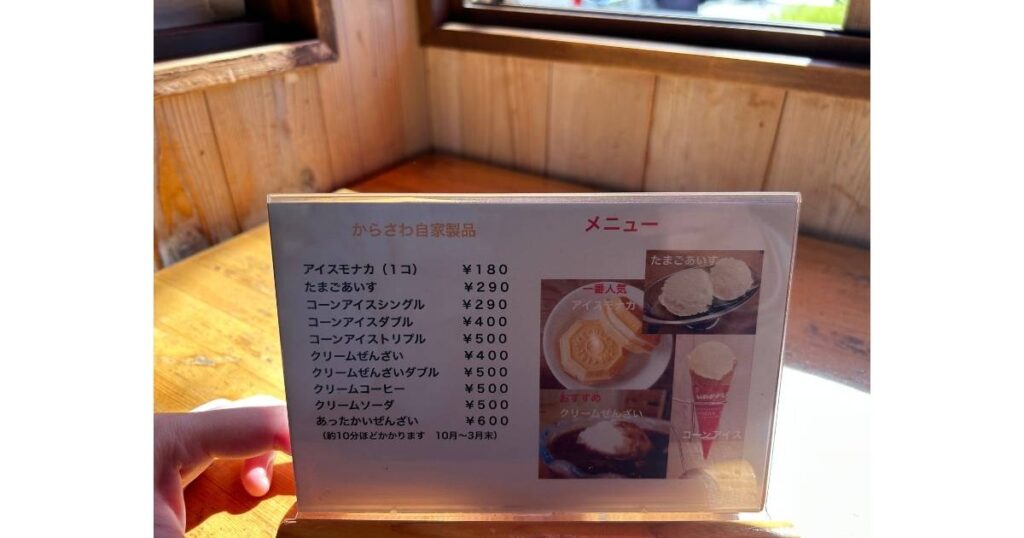 からさわ自家製品
メニュー
アイスモナカ（１コ） ￥１８０
たまごあいす ￥２９０
コーンアイスシングル ￥２９０
コーンアイスダブル ￥４００
コーンアイストリプル ￥５００
クリームぜんざい ￥４００
クリームぜんざいダブル ￥５００
クリームコーヒー ￥５００
クリームソーダ ￥５００
あったかいぜんざい ￥６００
（約10分ほどかかります　10月～3月末）
たまごあいす
一番人気
アイスモナカ
おすすめ
クリームぜんざい
コーンアイス